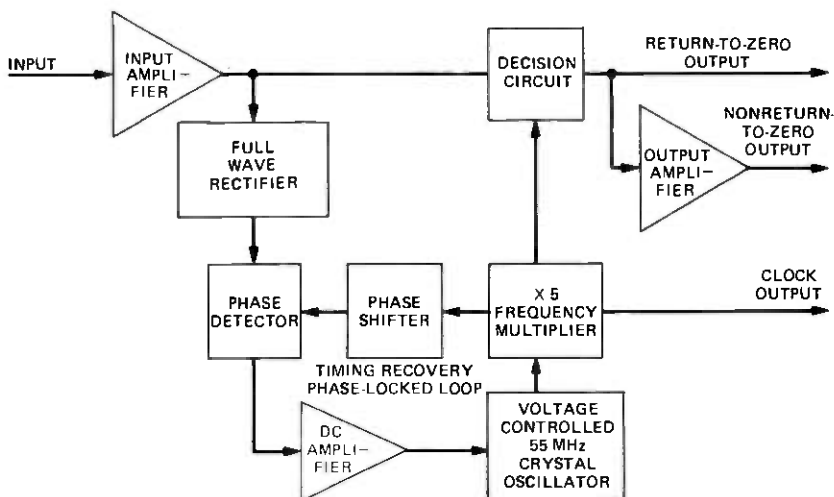 INPUT
INPUT
AMPLI-
FIER
DECISION
CIRCUIT
RETURN-TO-ZERO
OUTPUT
NONRETURN-
TO-ZERO
OUTPUT
OUTPUT
AMPLI-
FIER
FULL
WAVE
RECTIFIER
PHASE
DETECTOR
PHASE
SHIFTER
X 5
FREQUENCY
MULTIPLIER
CLOCK
OUTPUT
TIMING RECOVERY
PHASE-LOCKED LOOP
DC
AMPLI-
FIER
VOLTAGE
CONTROLLED
55 MHz
CRYSTAL
OSCILLATOR